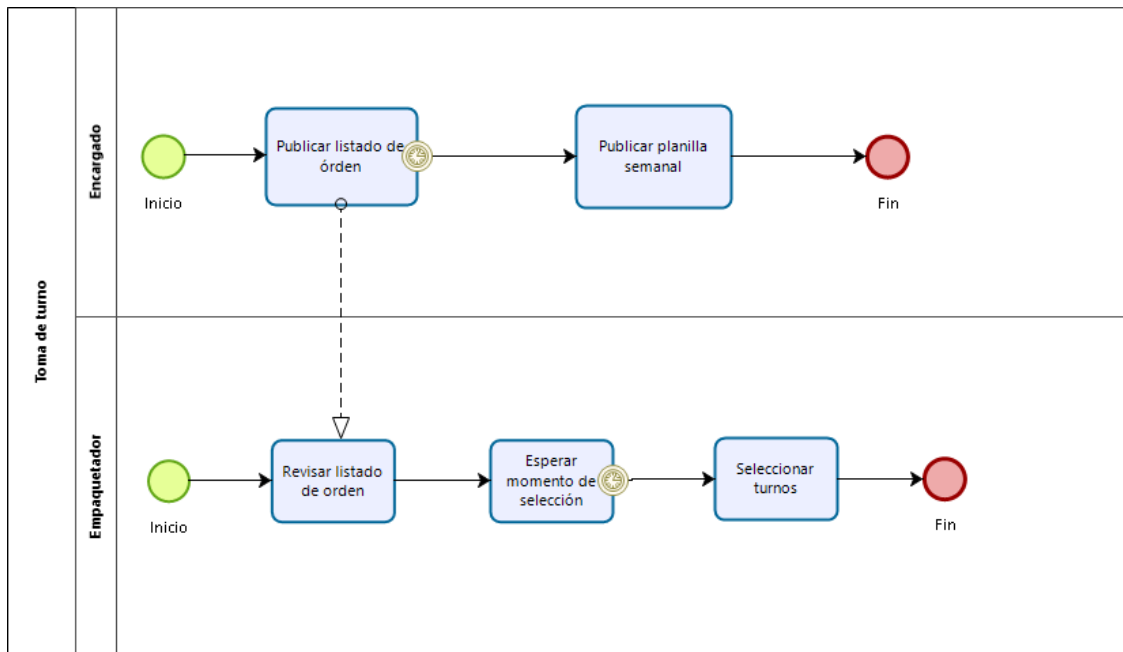 Toma de turno
Encargado
Inicio
Publicar listado de
órden
Publicar planilla
semanal
Fin
Empaquetador
Inicio
Revisar listado
de orden
Esperar
momento de
selección
Seleccionar
turnos
Fin